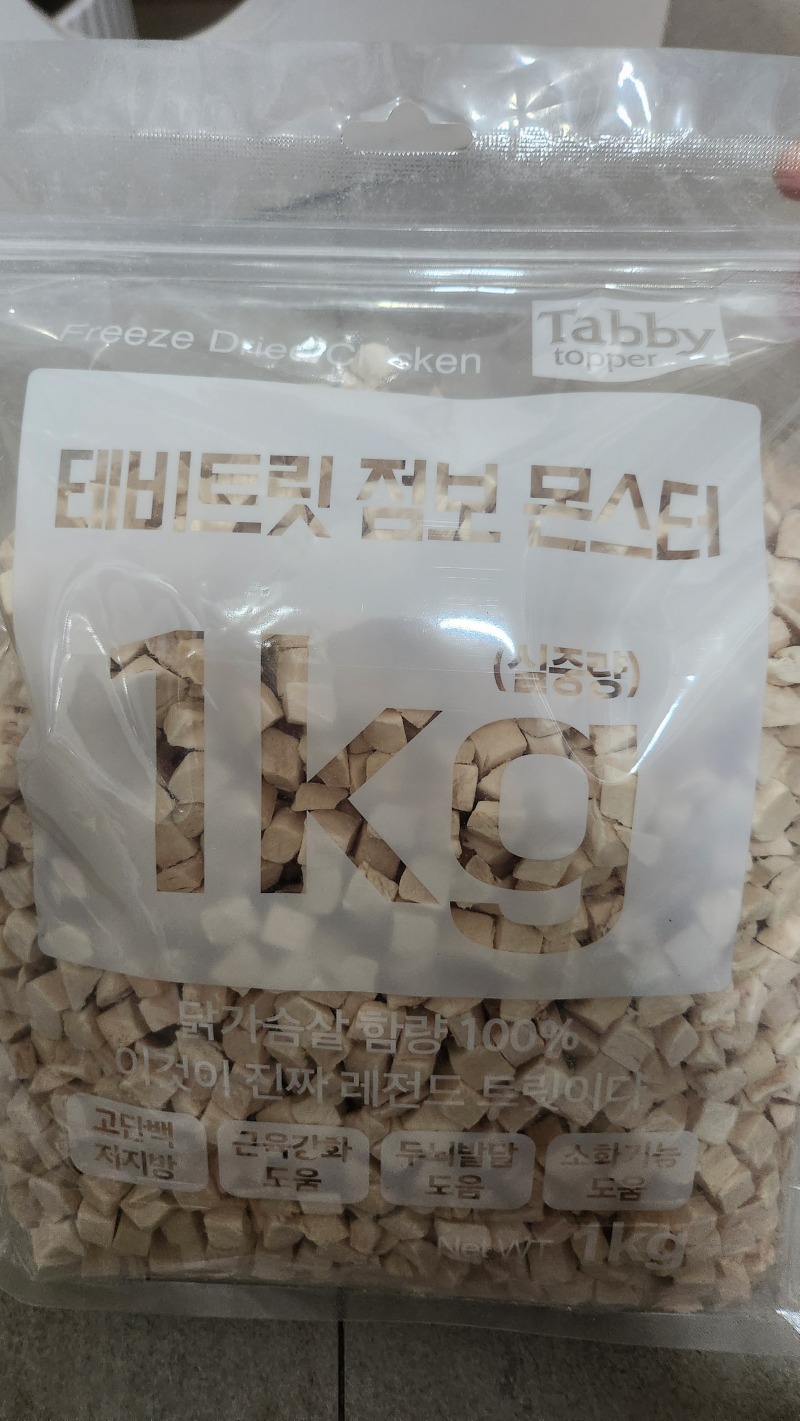 Freeze Dried Chicken
Tabby
topper
테비트릿 점보 몬스터
1kg
(실중량)
닭가슴살 함량 100%
이것이 진짜 레전드 트릿이다
고단백
저지방
근육강화
도움
두뇌발달
도움
소화기능
도움
Net WT 1kg